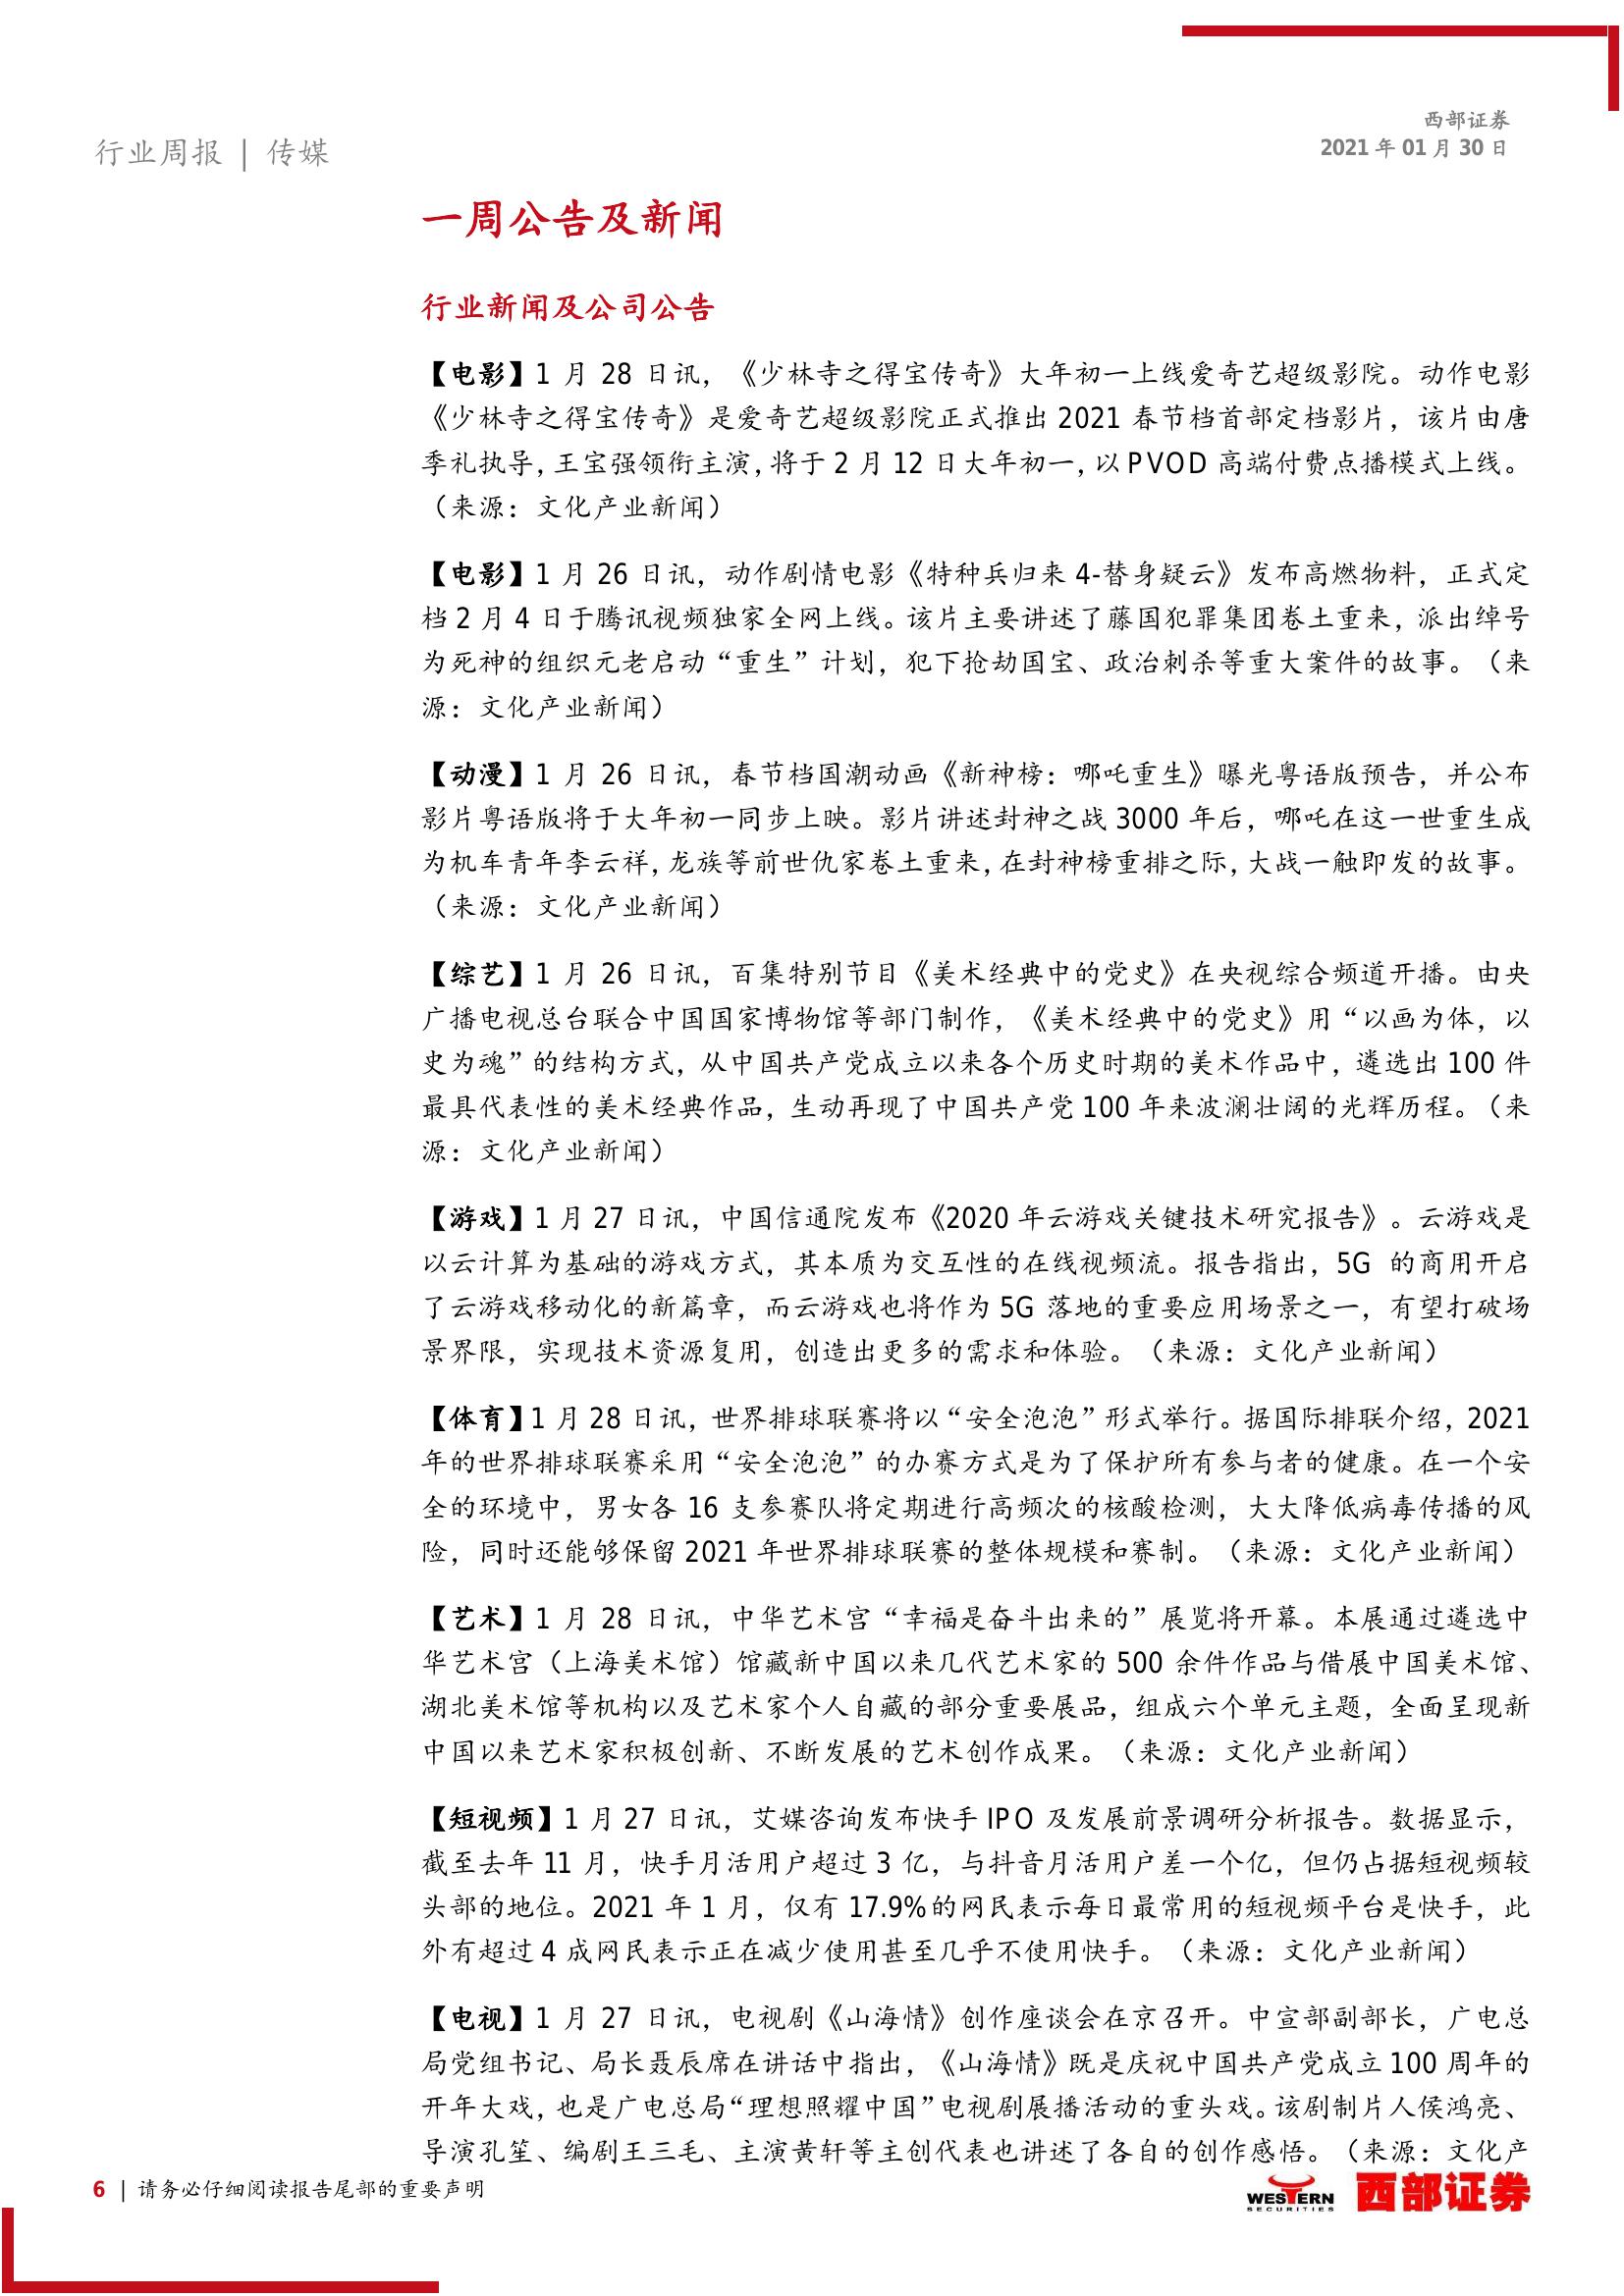 西部证券
行业周报 | 传媒
2021 年 01 月 30 日
一周公告及新闻
行业新闻及公司公告
【电影】1 月 28 日讯，《少林寺之得宝传奇》大年初一上线爱奇艺超级影院。动作电影
《少林寺之得宝传奇》是爱奇艺超级影院正式推出 2021 春节档首部定档影片，该片由唐
季礼执导，王宝强领衔主演，将于 2 月 12 日大年初一，以 PVOD 高端付费点播模式上线。
（来源：文化产业新闻）
【电影】1 月 26 日讯，动作剧情电影《特种兵归来 4-替身疑云》发布高燃物料，正式定
档 2 月 4 日于腾讯视频独家全网上线。该片主要讲述了藤国犯罪集团卷土重来，派出绰号
为死神的组织元老启动“重生”计划，犯下抢劫国宝、政治刺杀等重大案件的故事。（来
源：文化产业新闻）
【动漫】1 月 26 日讯，春节档国潮动画《新神榜：哪吒重生》曝光粤语版预告，并公布
影片粤语版将于大年初一同步上映。影片讲述封神之战 3000 年后，哪吒在这一世重生成
为机车青年李云祥，龙族等前世仇家卷土重来，在封神榜重排之际，大战一触即发的故事。
（来源：文化产业新闻）
【综艺】1 月 26 日讯，百集特别节目《美术经典中的党史》在央视综合频道开播。由央
广播电视总台联合中国国家博物馆等部门制作，《美术经典中的党史》用“以画为体，以
史为魂”的结构方式，从中国共产党成立以来各个历史时期的美术作品中，遴选出 100 件
最具代表性的美术经典作品，生动再现了中国共产党 100 年来波澜壮阔的光辉历程。（来
源：文化产业新闻）
【游戏】1 月 27 日讯，中国信通院发布《2020 年云游戏关键技术研究报告》。云游戏是
以云计算为基础的游戏方式，其本质为交互性的在线视频流。报告指出，5G 的商用开启
了云游戏移动化的新篇章，而云游戏也将作为 5G 落地的重要应用场景之一，有望打破场
景界限，实现技术资源复用，创造出更多的需求和体验。（来源：文化产业新闻）
【体育】1 月 28 日讯，世界排球联赛将以“安全泡泡”形式举行。据国际排联介绍，2021
年的世界排球联赛采用“安全泡泡”的办赛方式是为了保护所有参与者的健康。在一个安
全的环境中，男女各 16 支参赛队将定期进行高频次的核酸检测，大大降低病毒传播的风
险，同时还能够保留 2021 年世界排球联赛的整体规模和赛制。（来源：文化产业新闻）
【艺术】1 月 28 日讯，中华艺术宫“幸福是奋斗出来的”展览将开幕。本展通过遴选中
华艺术宫（上海美术馆）馆藏新中国以来几代艺术家的 500 余件作品与借展中国美术馆、
湖北美术馆等机构以及艺术家个人自藏的部分重要展品，组成六个单元主题，全面呈现新
中国以来艺术家积极创新、不断发展的艺术创作成果。（来源：文化产业新闻）
【短视频】1 月 27 日讯，艾媒咨询发布快手 IPO 及发展前景调研分析报告。数据显示，
截至去年 11 月，快手月活用户超过 3 亿，与抖音月活用户差一个亿，但仍占据短视频较
头部的地位。2021 年 1 月，仅有 17.9%的网民表示每日最常用的短视频平台是快手，此
外有超过 4 成网民表示正在减少使用甚至几乎不使用快手。（来源：文化产业新闻）
【电视】1 月 27 日讯，电视剧《山海情》创作座谈会在京召开。中宣部副部长，广电总
局党组书记、局长聂辰席在讲话中指出，《山海情》既是庆祝中国共产党成立 100 周年的
开年大戏，也是广电总局“理想照耀中国”电视剧展播活动的重头戏。该剧制片人侯鸿亮、
导演孔笙、编剧王三毛、主演黄轩等主创代表也讲述了各自的创作感悟。（来源：文化产
6 | 请务必仔细阅读报告尾部的重要声明
WESTERN
SECURITIES
西部证券